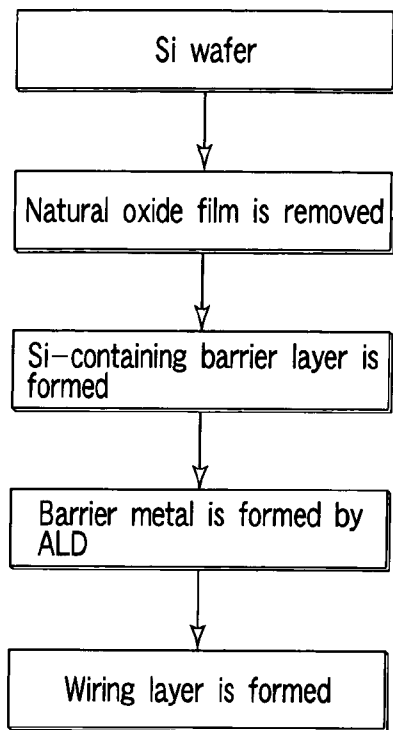 Si wafer
Natural oxide film is removed
Si-containing barrier layer is
formed
Barrier metal is formed by
ALD
Wiring layer is formed